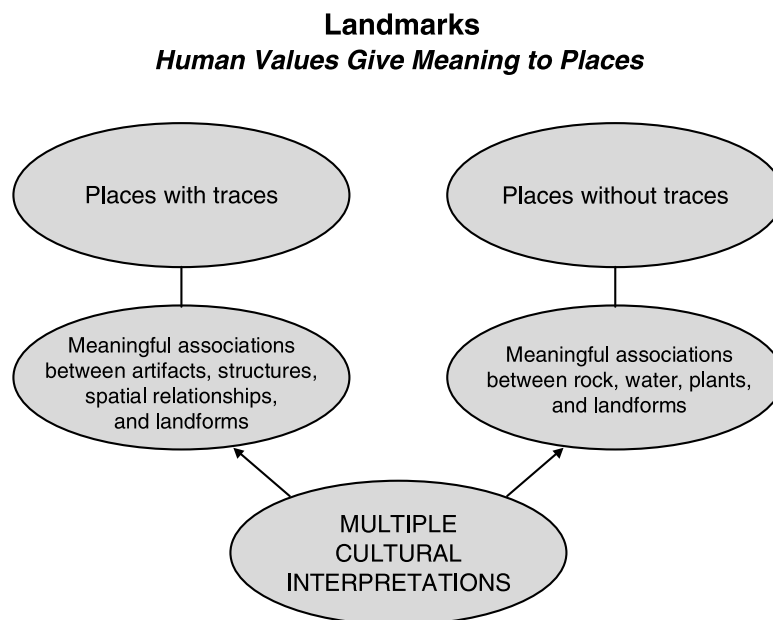 Landmarks
Human Values Give Meaning to Places
Places with traces
Places without traces
Meaningful associations
between artifacts, structures,
spatial relationships,
and landforms
Meaningful associations
between rock, water, plants,
and landforms
MULTIPLE
CULTURAL
INTERPRETATIONS